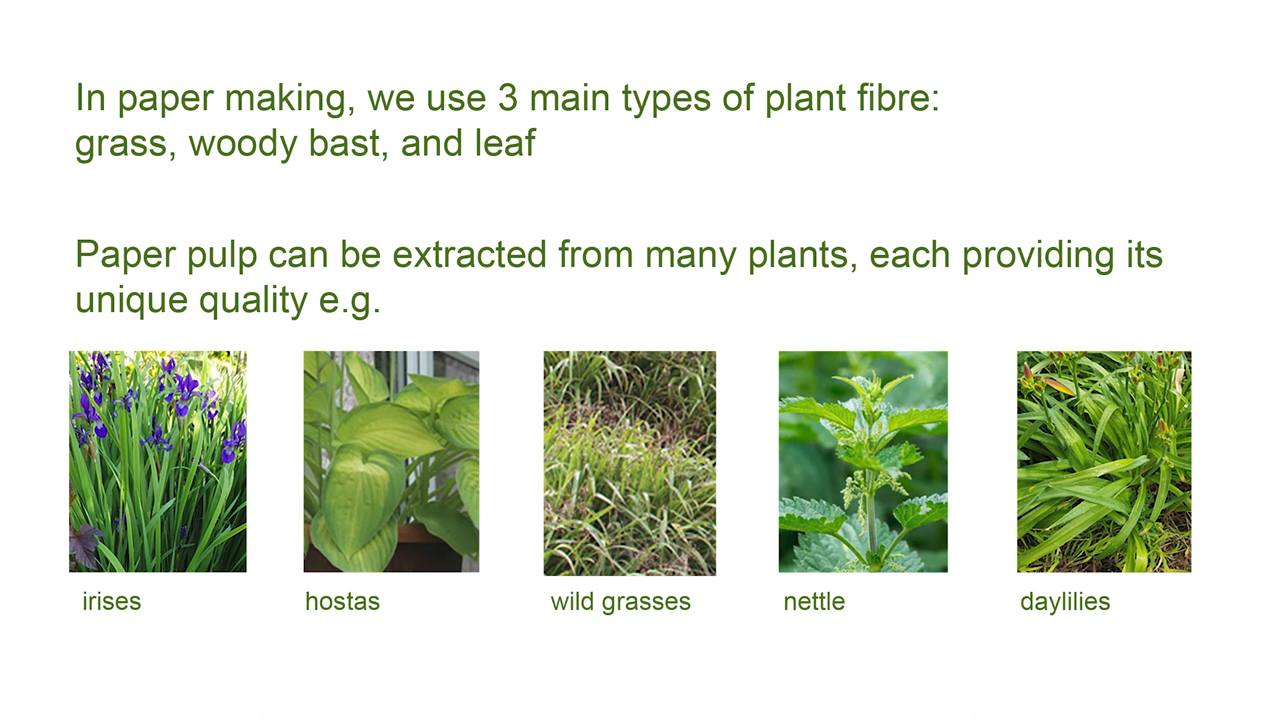 In paper making, we use 3 main types of plant fibre:
grass, woody bast, and leaf
Paper pulp can be extracted from many plants, each providing its
unique quality e.g.
irises
hostas
wild grasses
nettle
daylilies